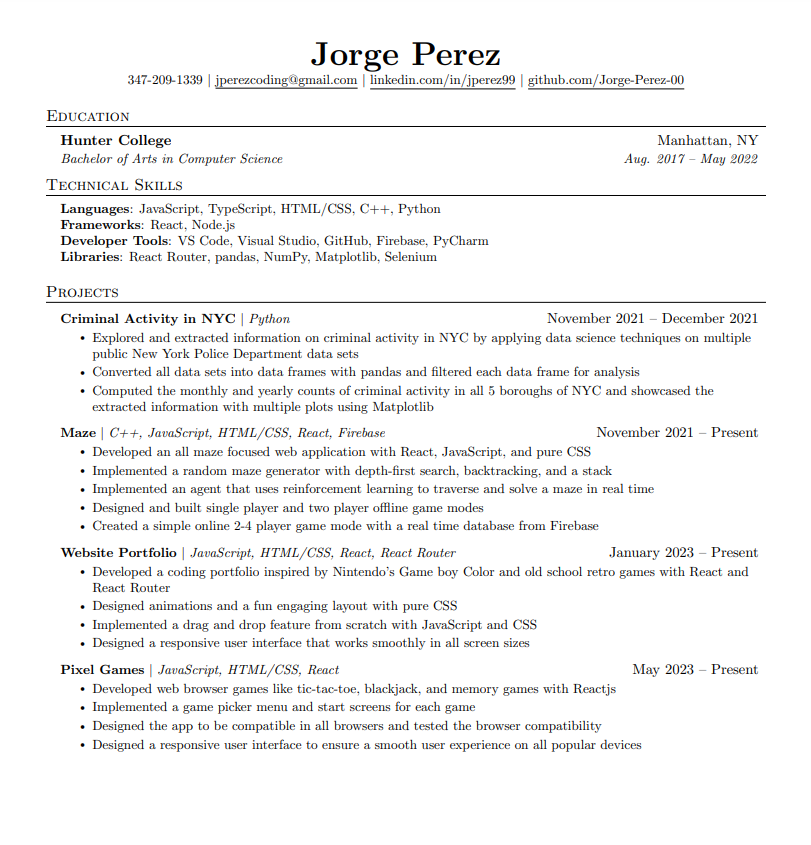 Jorge Perez
347-209-1339 | jperezcoding@gmail.com | linkedin.com/in/jperez99 | github.com/Jorge-Perez-00
Education
Hunter College Manhattan, NY
Bachelor of Arts in Computer Science Aug. 2017 – May 2022
Technical Skills
Languages: JavaScript, TypeScript, HTML/CSS, C++, Python
Frameworks: React, Node.js
Developer Tools: VS Code, Visual Studio, GitHub, Firebase, PyCharm
Libraries: React Router, pandas, NumPy, Matplotlib, Selenium
Projects
Criminal Activity in NYC | Python November 2021 – December 2021
• Explored and extracted information on criminal activity in NYC by applying data science techniques on multiple
public New York Police Department data sets
• Converted all data sets into data frames with pandas and filtered each data frame for analysis
• Computed the monthly and yearly counts of criminal activity in all 5 boroughs of NYC and showcased the
extracted information with multiple plots using Matplotlib
Maze | C++, JavaScript, HTML/CSS, React, Firebase November 2021 – Present
• Developed an all maze focused web application with React, JavaScript, and pure CSS
• Implemented a random maze generator with depth-first search, backtracking, and a stack
• Implemented an agent that uses reinforcement learning to traverse and solve a maze in real time
• Designed and built single player and two player offline game modes
• Created a simple online 2-4 player game mode with a real time database from Firebase
Website Portfolio | JavaScript, HTML/CSS, React, React Router January 2023 – Present
• Developed a coding portfolio inspired by Nintendo's Game boy Color and old school retro games with React and
React Router
• Designed animations and a fun engaging layout with pure CSS
• Implemented a drag and drop feature from scratch with JavaScript and CSS
• Designed a responsive user interface that works smoothly in all screen sizes
Pixel Games | JavaScript, HTML/CSS, React May 2023 – Present
• Developed web browser games like tic-tac-toe, blackjack, and memory games with Reactjs
• Implemented a game picker menu and start screens for each game
• Designed the app to be compatible in all browsers and tested the browser compatibility
• Designed a responsive user interface to ensure a smooth user experience on all popular devices